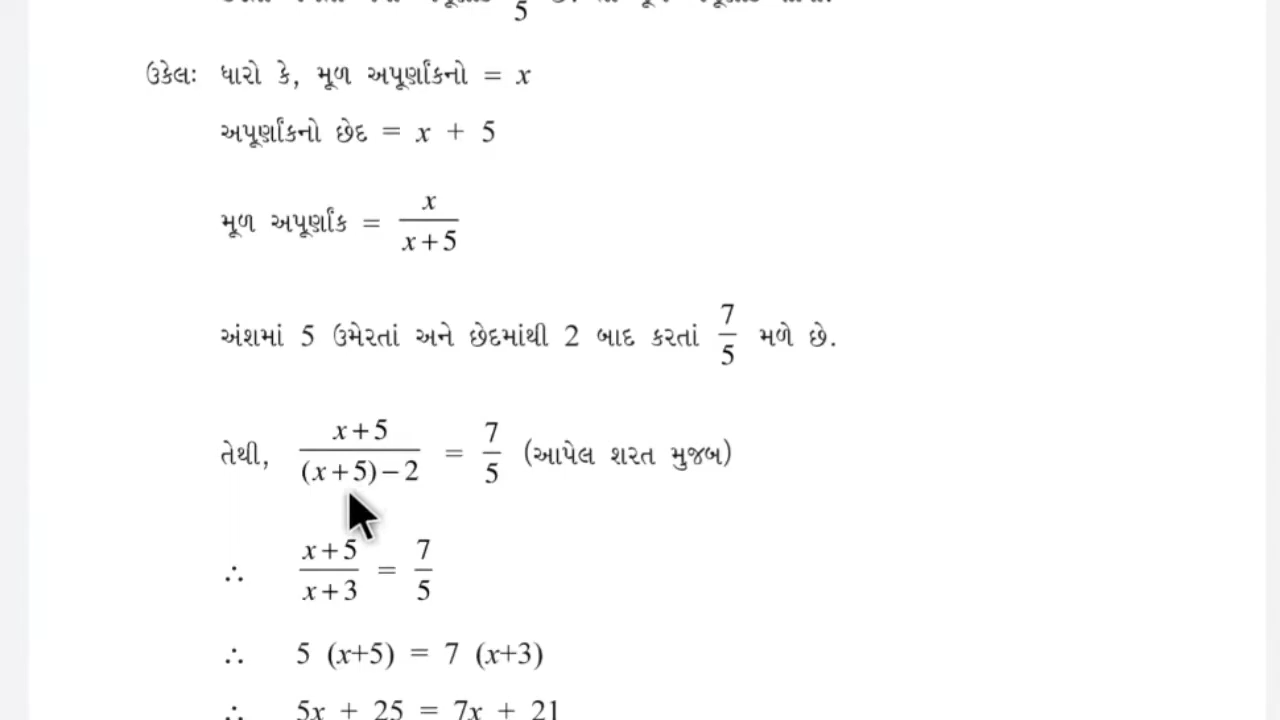 5
ઉકેલઃ ધારો કે, મૂળ અપૂર્ણાંકનો = x
અપૂર્ણાંકનો છેદ = x + 5
મૂળ અપૂર્ણાંક = x / x+5
અંશમાં 5 ઉમેરતાં અને છેદમાંથી 2 બાદ કરતાં 7/5 મળે છે.
તેથી, x+5 / (x+5)−2 = 7/5 (આપેલ શરત મુજબ)
∴ x+5 / x+3 = 7/5
∴ 5 (x+5) = 7 (x+3)
∴ 5x + 25 = 7x + 21